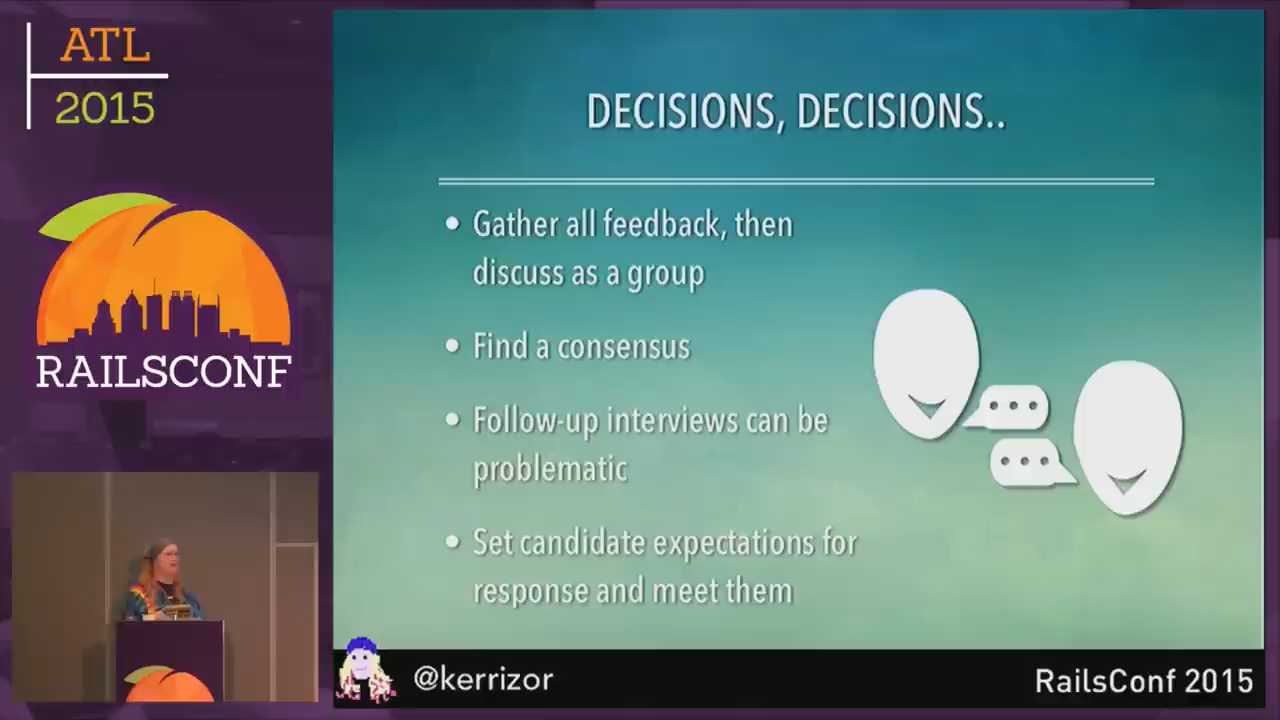 ATL
2015
RAILSCONF
DECISIONS, DECISIONS..
• Gather all feedback, then
discuss as a group
• Find a consensus
• Follow-up interviews can be
problematic
• Set candidate expectations for
response and meet them
@kerrizor
RailsConf 2015